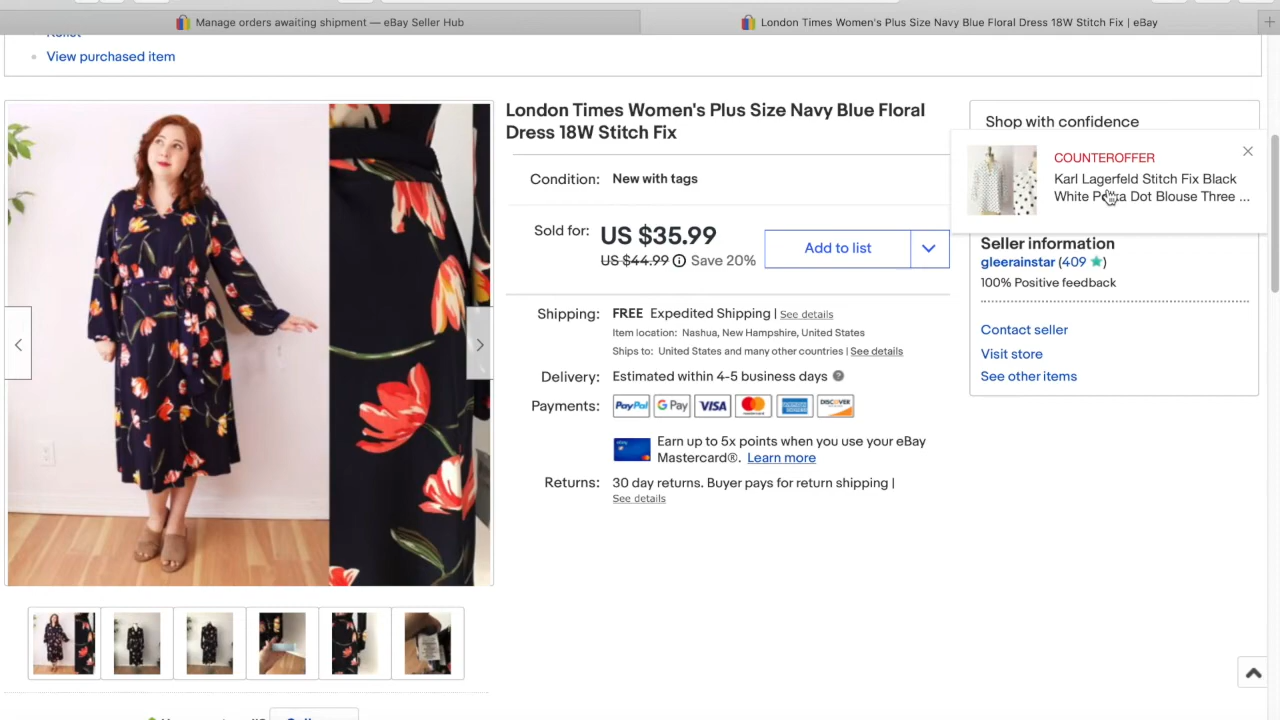 Manage orders awaiting shipment — eBay Seller Hub
London Times Women's Plus Size Navy Blue Floral Dress 18W Stitch Fix | eBay
Relist
View purchased item
London Times Women's Plus Size Navy Blue Floral
Dress 18W Stitch Fix
Condition: New with tags
Sold for: US $35.99
US $44.99 Save 20%
Add to list
Shipping: FREE Expedited Shipping | See details
Item location: Nashua, New Hampshire, United States
Ships to: United States and many other countries | See details
Delivery: Estimated within 4-5 business days
Payments: PayPal G Pay VISA DISCOVER
Earn up to 5x points when you use your eBay
Mastercard®. Learn more
Returns: 30 day returns. Buyer pays for return shipping |
See details
Shop with confidence
COUNTEROFFER
Karl Lagerfeld Stitch Fix Black
White Polka Dot Blouse Three ...
Seller information
gleerainstar (409)
100% Positive feedback
Contact seller
Visit store
See other items